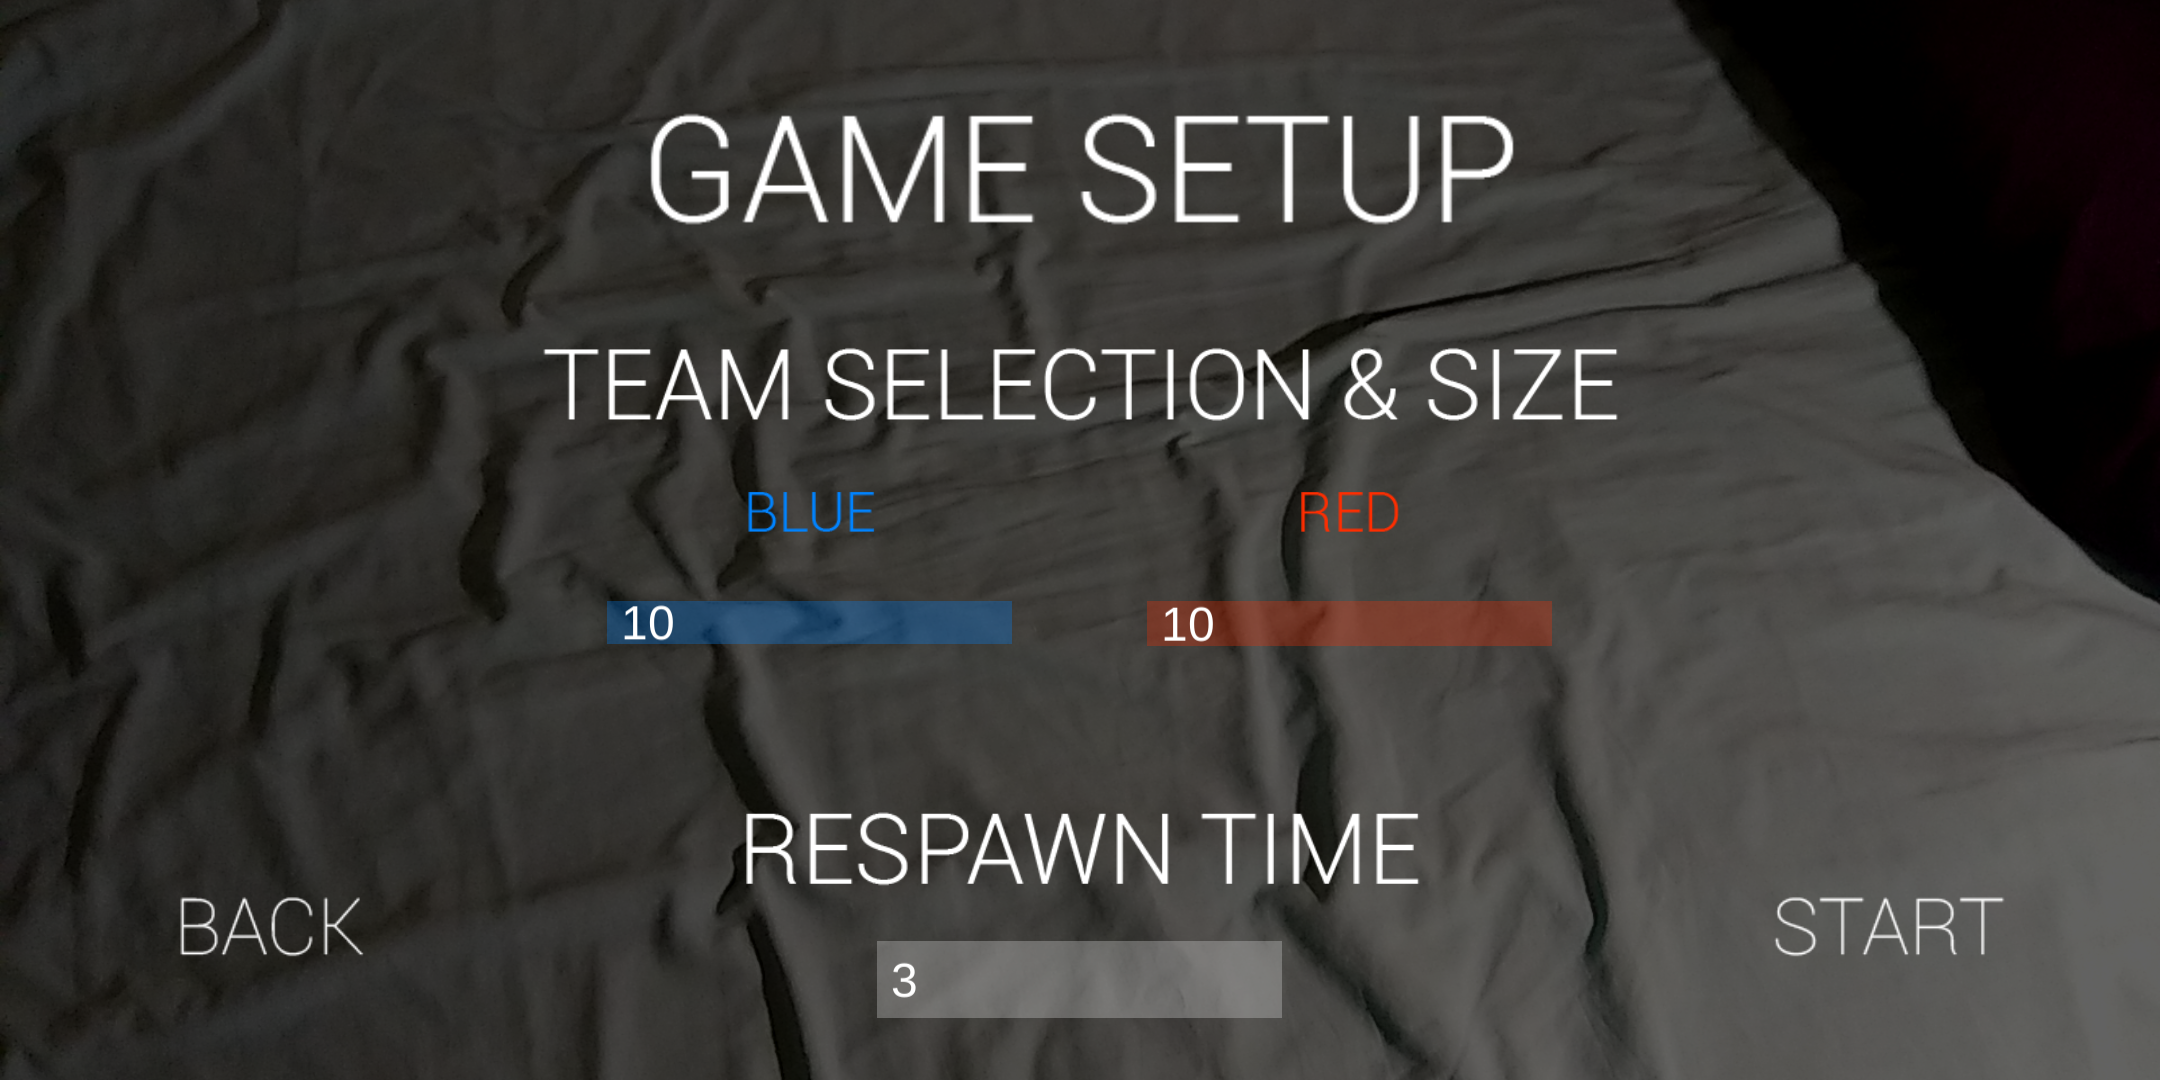 GAME SETUP
TEAM SELECTION & SIZE
BLUE RED
10 10
RESPAWN TIME
BACK START
3